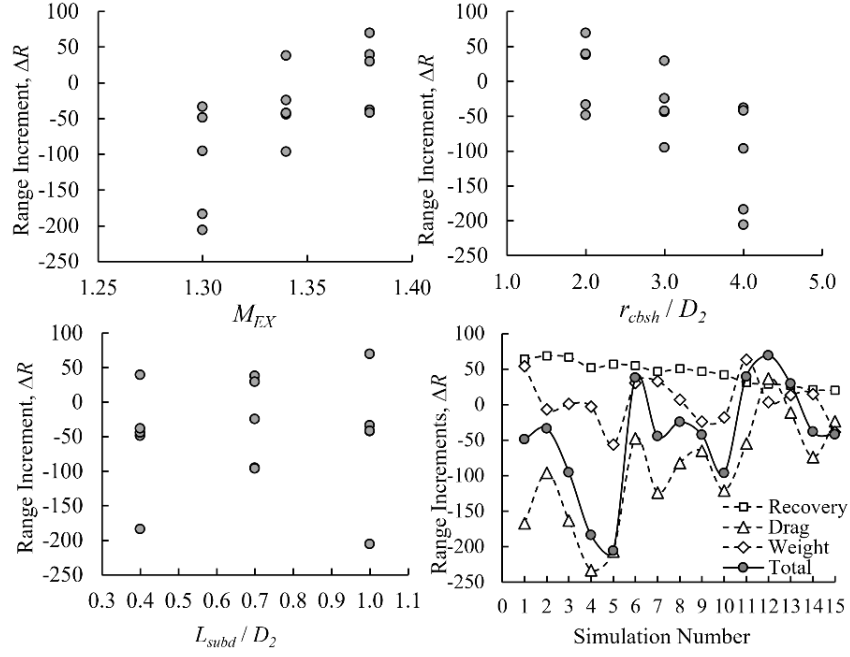 Range Increment, ΔR
100
50
0
-50
-100
-150
-200
-250
1.25
1.30
1.35
1.40
M_EX
Range Increment, ΔR
100
50
0
-50
-100
-150
-200
-250
1.0
2.0
3.0
4.0
5.0
r_cbsh / D_2
Range Increment, ΔR
100
50
0
-50
-100
-150
-200
-250
0.3 0.4 0.5 0.6 0.7 0.8 0.9 1.0 1.1
L_subd / D_2
Range Increments, ΔR
100
50
0
-50
-100
-150
-200
-250
Recovery
Drag
Weight
Total
0 1 2 3 4 5 6 7 8 9 10 11 12 13 14 15
Simulation Number